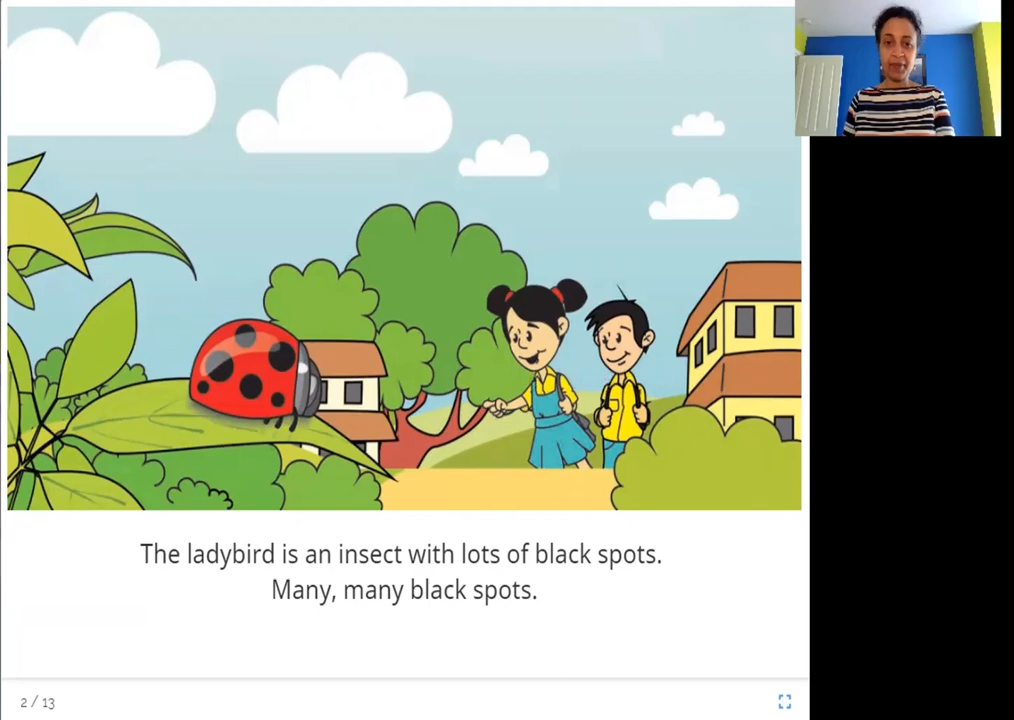 The ladybird is an insect with lots of black spots.
Many, many black spots.
2 / 13